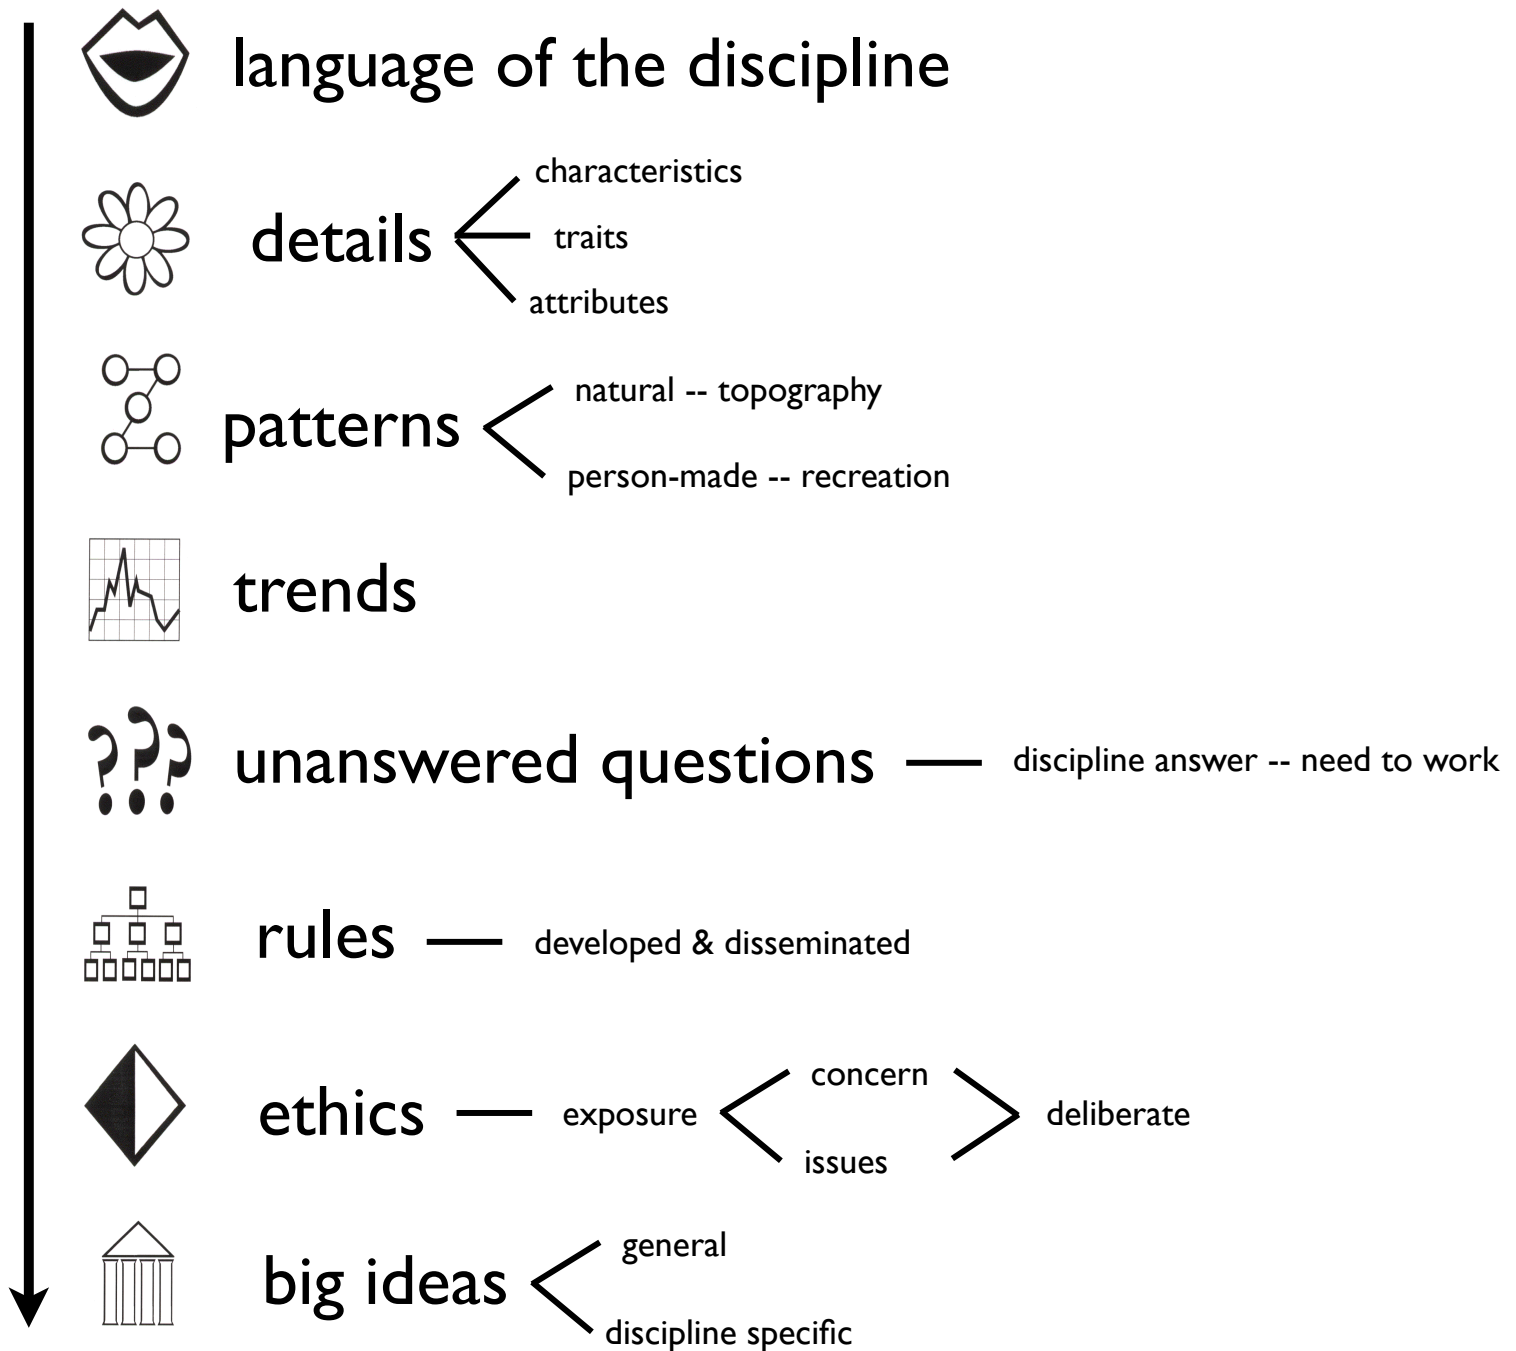 language of the discipline
details
characteristics
traits
attributes
patterns
natural -- topography
person-made -- recreation
trends
unanswered questions
discipline answer -- need to work
rules
developed & disseminated
ethics
exposure
concern
issues
deliberate
big ideas
general
discipline specific